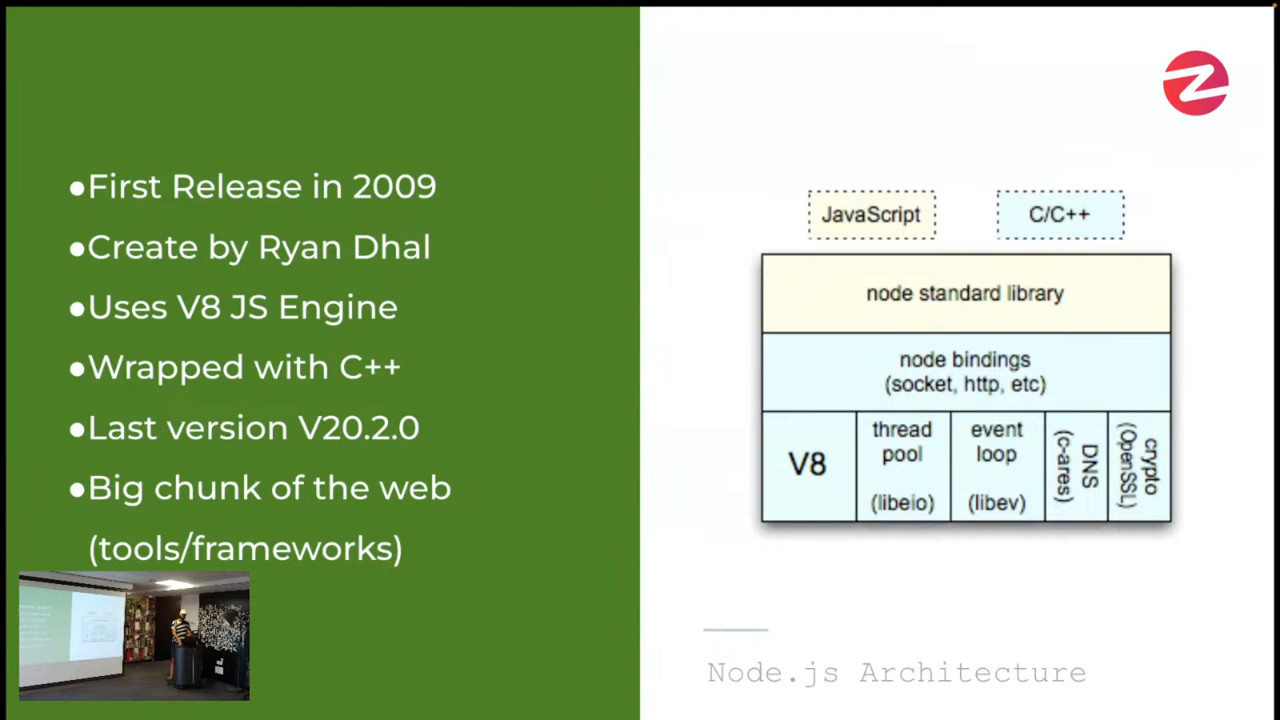 ●First Release in 2009
●Create by Ryan Dhal
●Uses V8 JS Engine
●Wrapped with C++
●Last version V20.2.0
●Big chunk of the web
(tools/frameworks)
JavaScript
C/C++
node standard library
node bindings
(socket, http, etc)
V8
thread
pool
(libeio)
event
loop
(libev)
DNS
(c-ares)
crypto
(OpenSSL)
Node.js Architecture